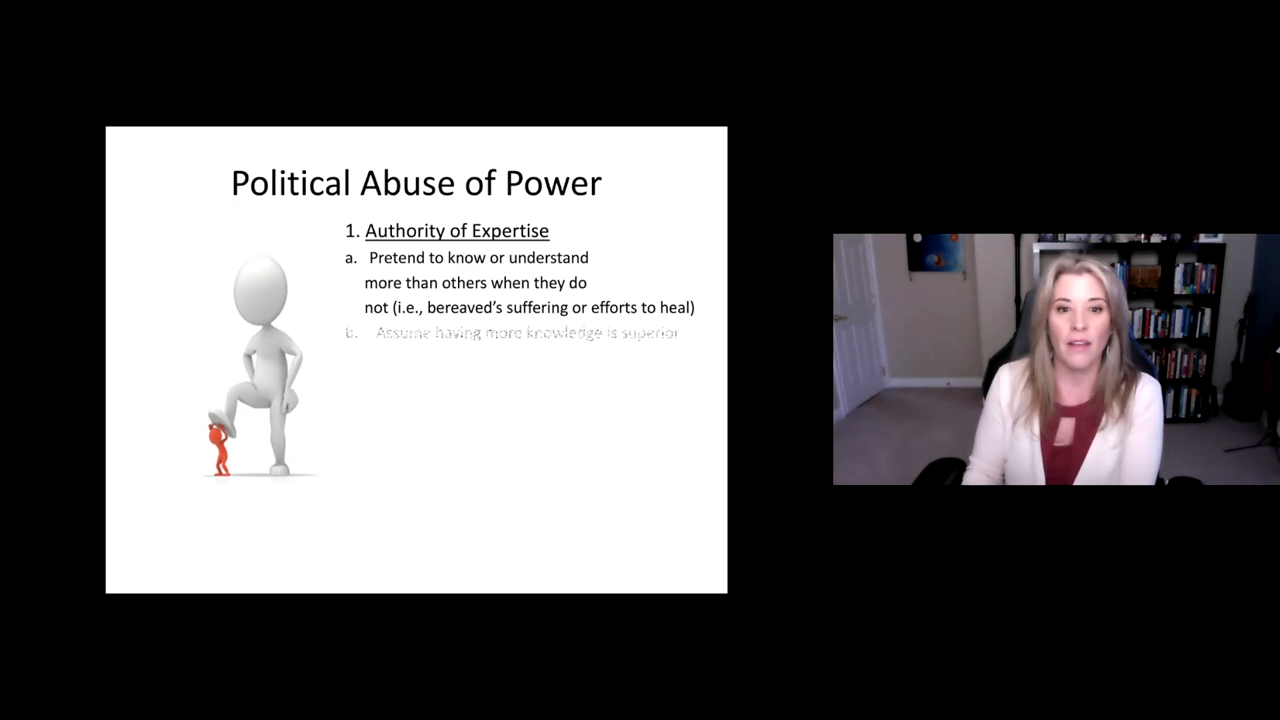 Political Abuse of Power
1. Authority of Expertise
a. Pretend to know or understand
more than others when they do
not (i.e., bereaved’s suffering or efforts to heal)
b. Assume having more knowledge is superior